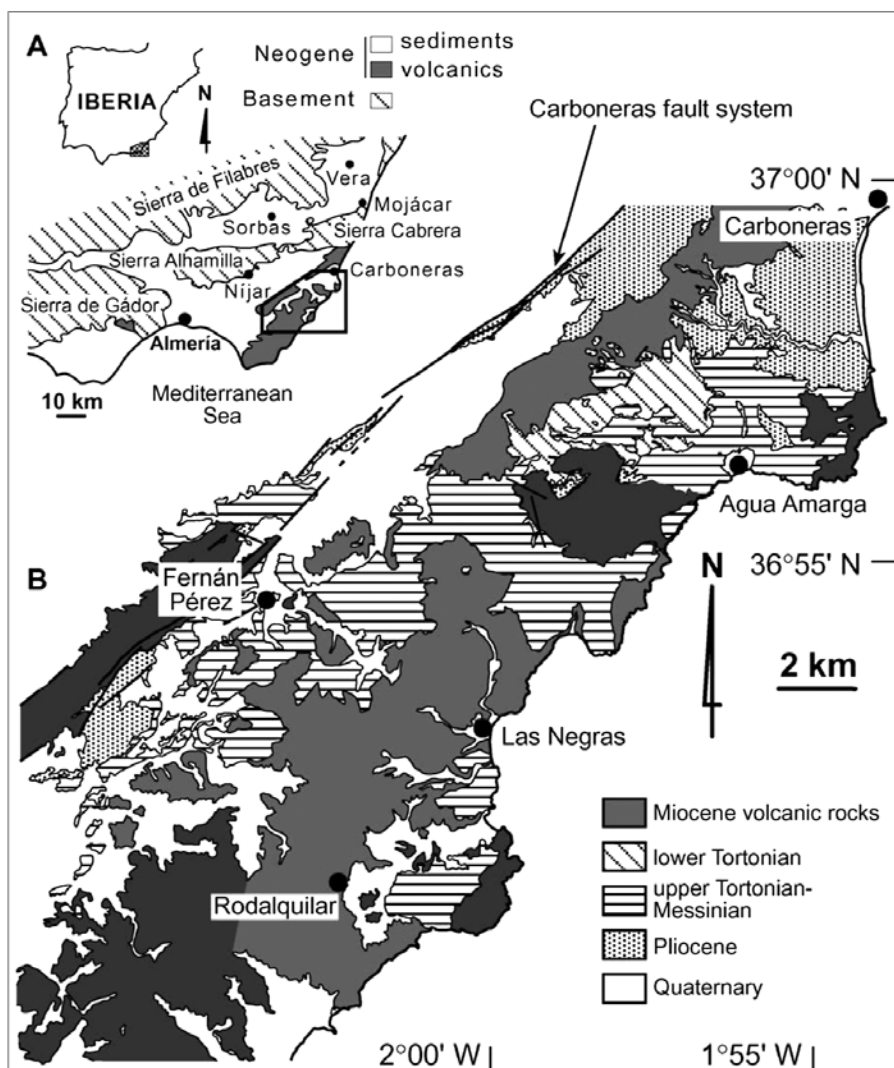 A
Neogene
sediments
volcanics
Basement
IBERIA
N
Carboneras fault system
Sierra de Filabres
Vera
Mojácar
Sorbas
Sierra Cabrera
Sierra Alhamilla
Níjar
Carboneras
Sierra de Gádor
Almería
10 km
Mediterranean
Sea
37°00' N
Carboneras
Agua Amarga
B
Fernán
Pérez
36°55' N
N
2 km
Las Negras
Rodalquilar
Miocene volcanic rocks
lower Tortonian
upper Tortonian-
Messinian
Pliocene
Quaternary
2°00' W
1°55' W